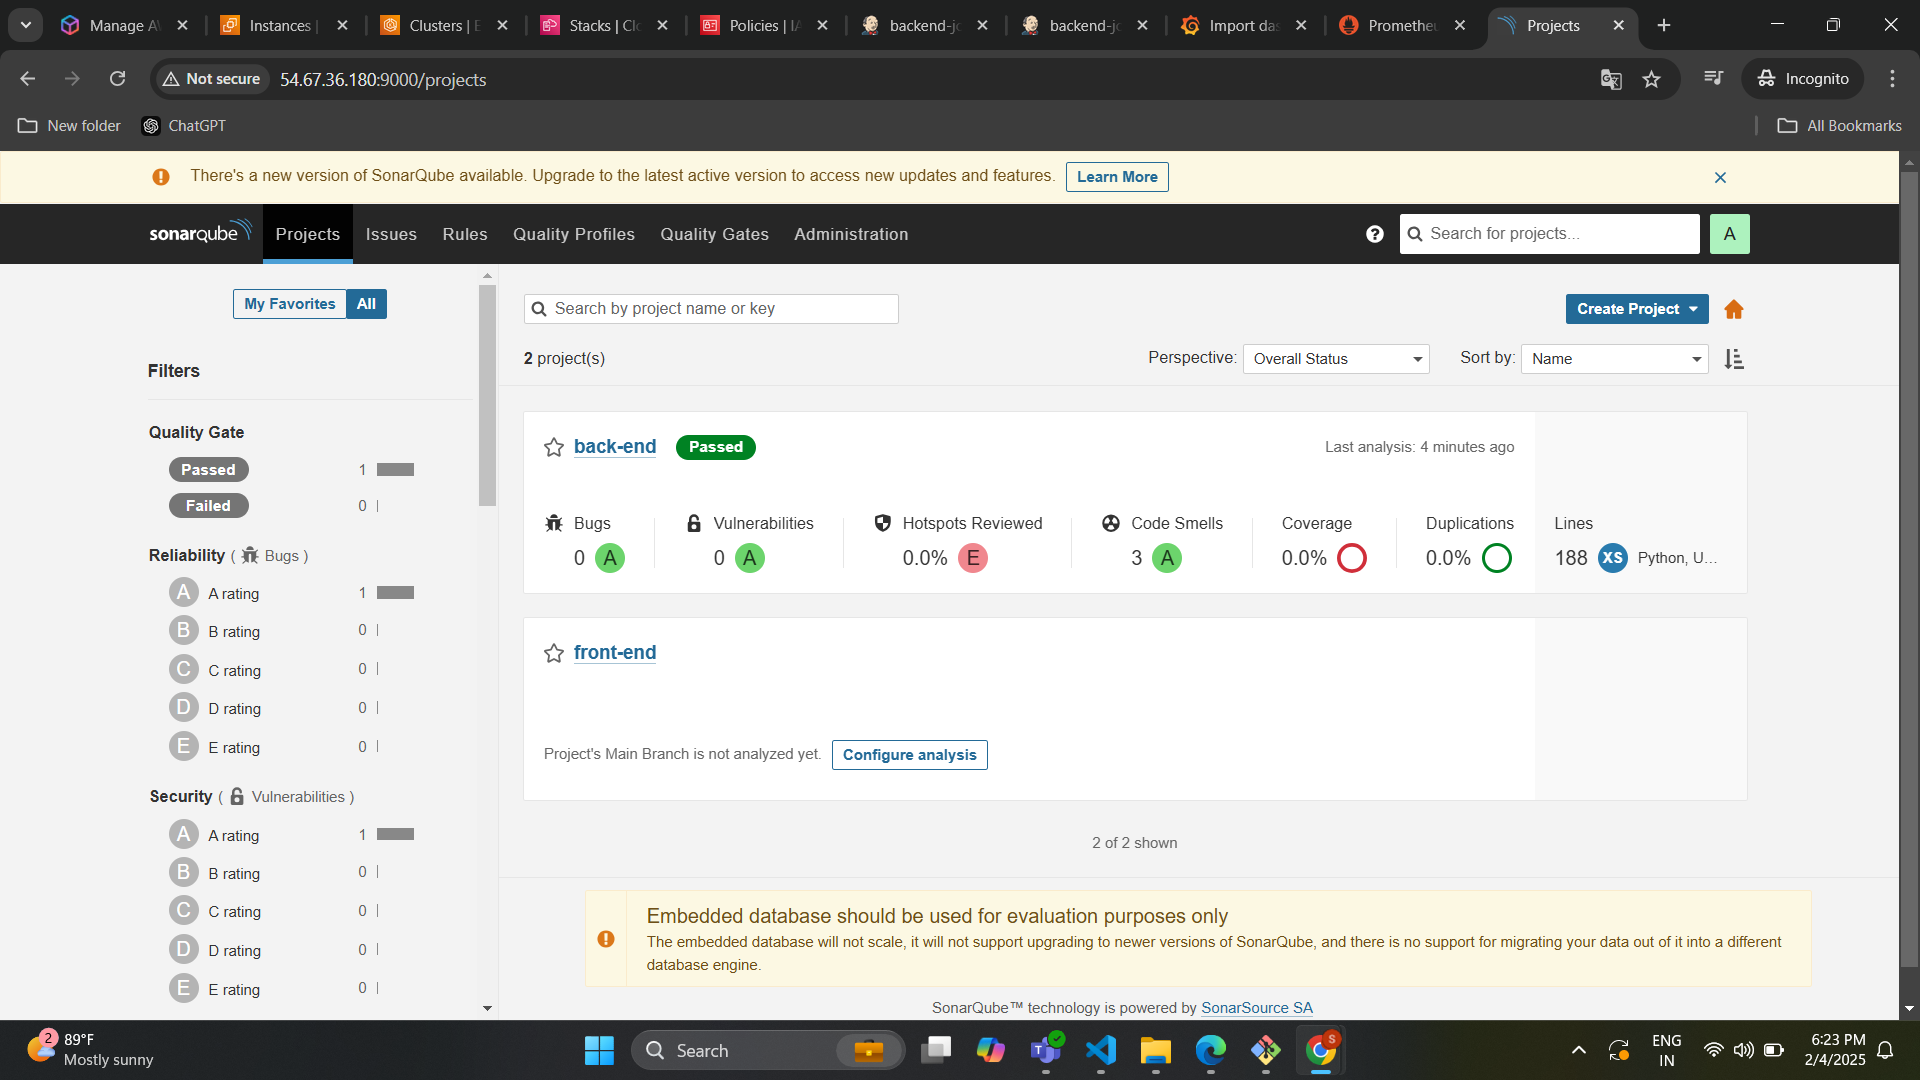 Manage AV
Instances |
Clusters | E
Stacks | Clo
Policies | IA
backend-jo
backend-jo
Import das
Promethe
Projects
Not secure
54.67.36.180:9000/projects
Incognito
New folder
ChatGPT
All Bookmarks
There's a new version of SonarQube available. Upgrade to the latest active version to access new updates and features.
Learn More
sonarqube
Projects
Issues
Rules
Quality Profiles
Quality Gates
Administration
Search for projects...
A
My Favorites
All
Search by project name or key
Create Project
2 project(s)
Perspective:
Overall Status
Sort by:
Name
Filters
Quality Gate
Passed 1
Failed 0
Reliability ( Bugs )
A A rating 1
B B rating 0
C C rating 0
D D rating 0
E E rating 0
Security ( Vulnerabilities )
A A rating 1
B B rating 0
C C rating 0
D D rating 0
E E rating 0
back-end
Passed
Last analysis: 4 minutes ago
Bugs
0 A
Vulnerabilities
0 A
Hotspots Reviewed
0.0% E
Code Smells
3 A
Coverage
0.0%
Duplications
0.0%
Lines
188 XS Python, U...
front-end
Project's Main Branch is not analyzed yet.
Configure analysis
2 of 2 shown
Embedded database should be used for evaluation purposes only
The embedded database will not scale, it will not support upgrading to newer versions of SonarQube, and there is no support for migrating your data out of it into a different
database engine.
SonarQube™ technology is powered by SonarSource SA
2
89°F
Mostly sunny
Search
S
ENG
IN
6:23 PM
2/4/2025